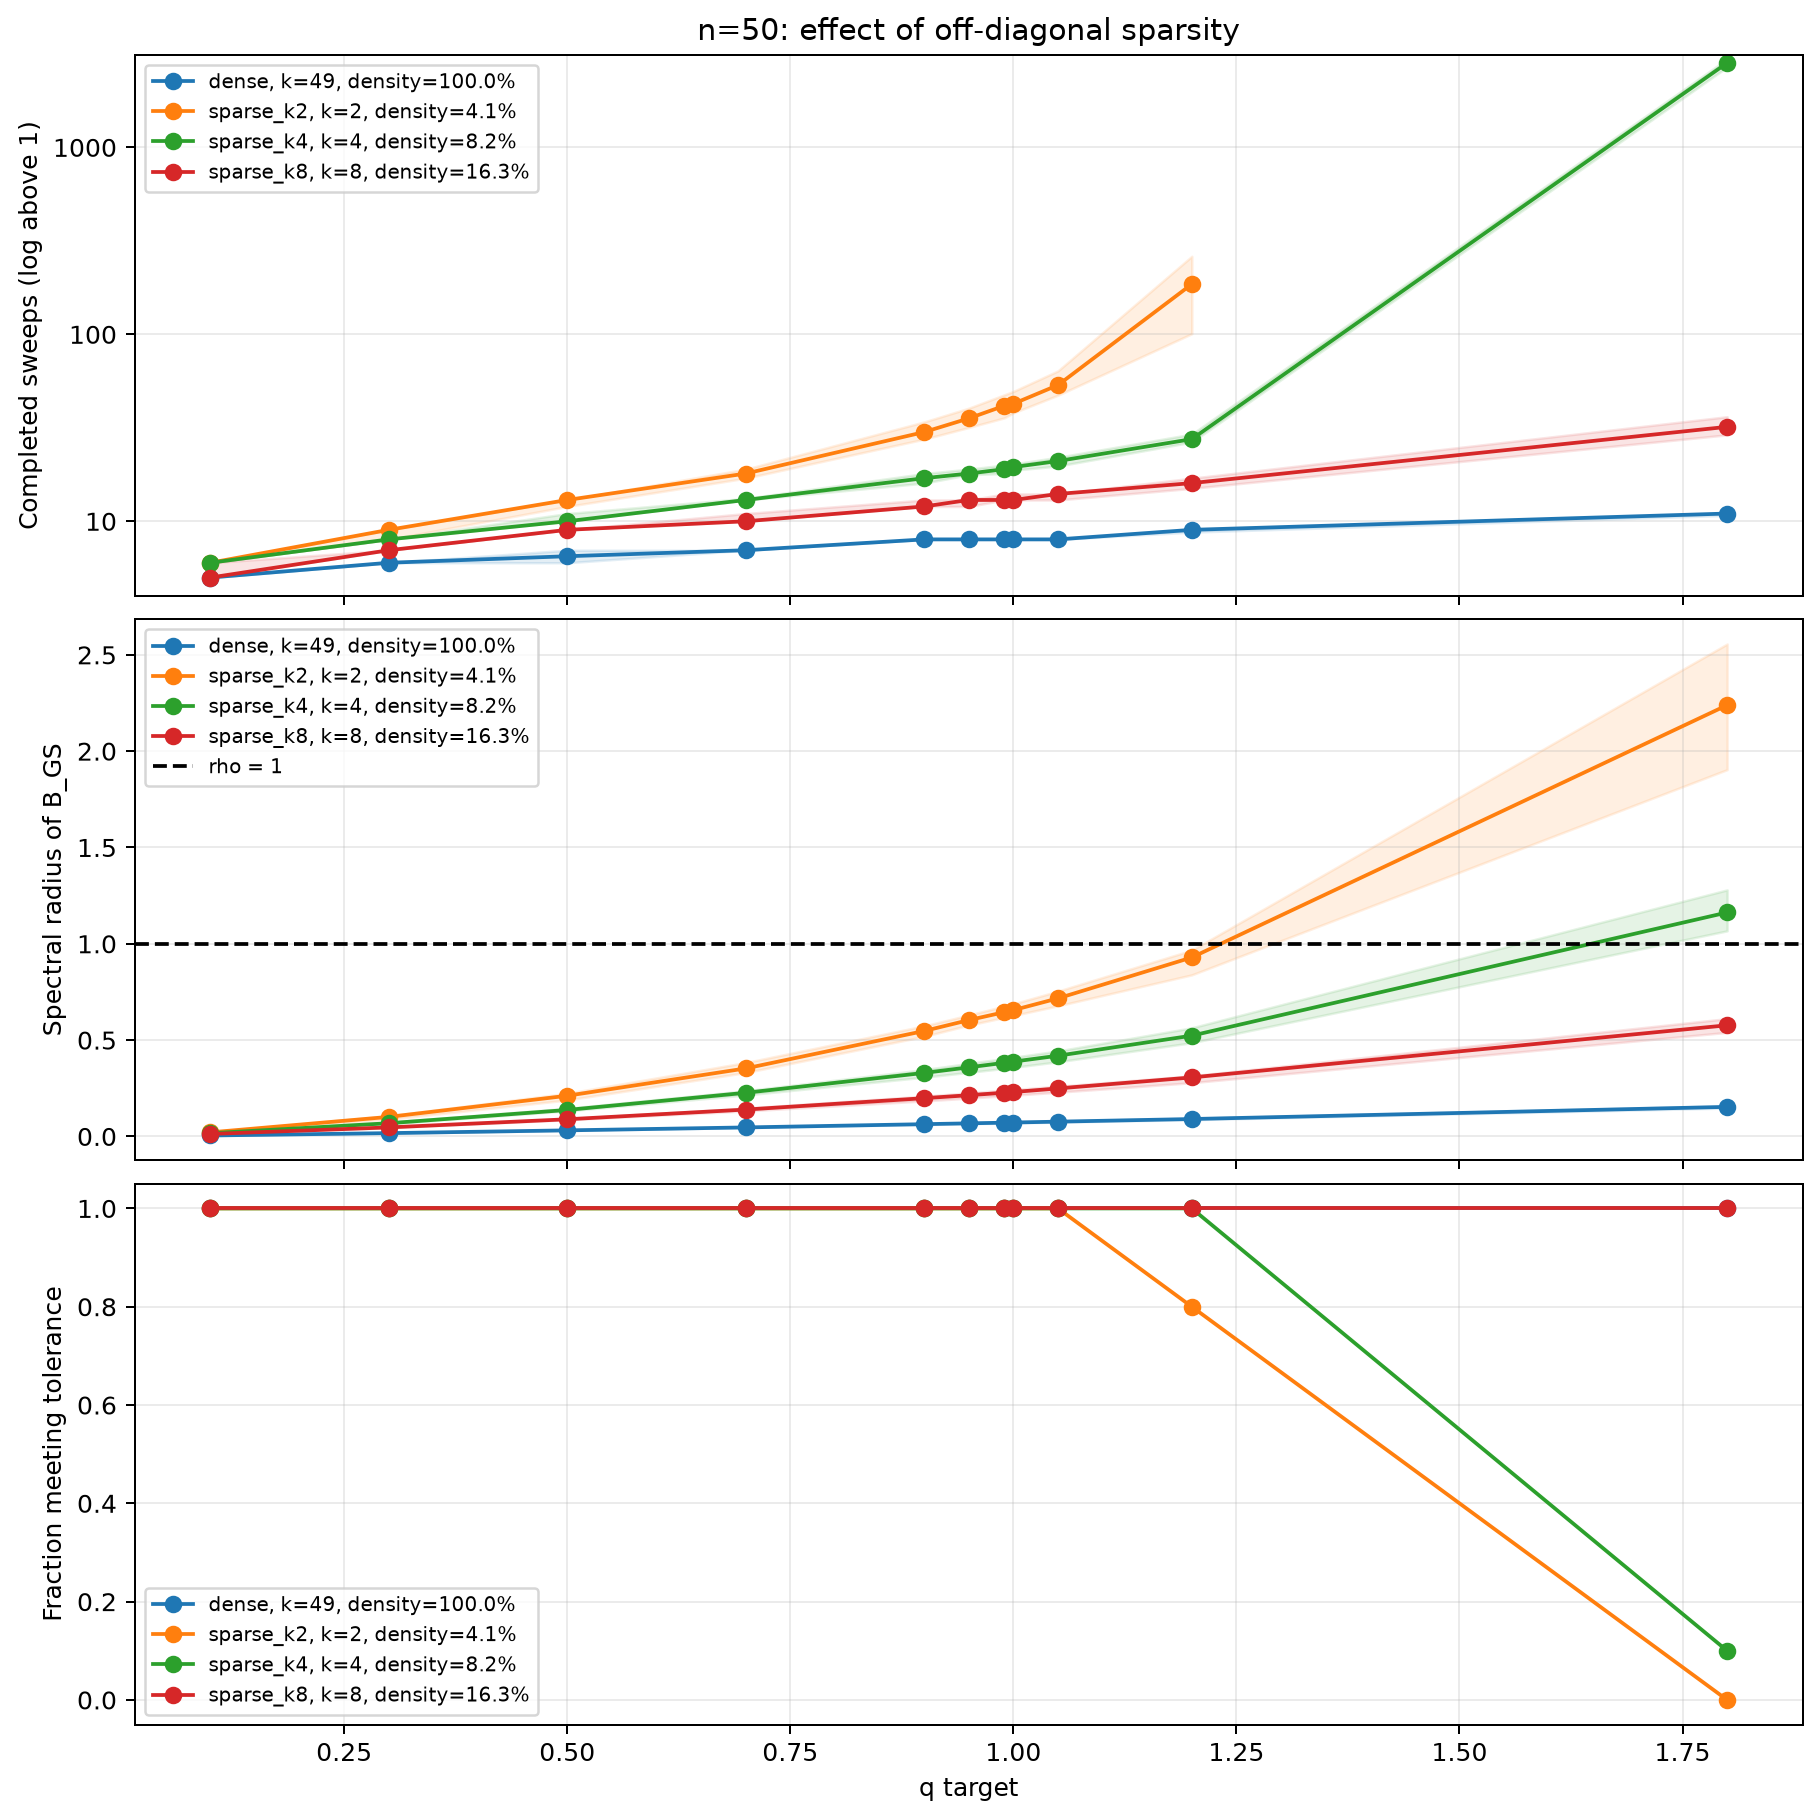 n=50: effect of off-diagonal sparsity
Completed sweeps (log above 1)
1000
100
10
dense, k=49, density=100.0%
sparse_k2, k=2, density=4.1%
sparse_k4, k=4, density=8.2%
sparse_k8, k=8, density=16.3%
Spectral radius of B_GS
2.5
2.0
1.5
1.0
0.5
0.0
dense, k=49, density=100.0%
sparse_k2, k=2, density=4.1%
sparse_k4, k=4, density=8.2%
sparse_k8, k=8, density=16.3%
rho = 1
Fraction meeting tolerance
1.0
0.8
0.6
0.4
0.2
0.0
dense, k=49, density=100.0%
sparse_k2, k=2, density=4.1%
sparse_k4, k=4, density=8.2%
sparse_k8, k=8, density=16.3%
0.25 0.50 0.75 1.00 1.25 1.50 1.75
q target